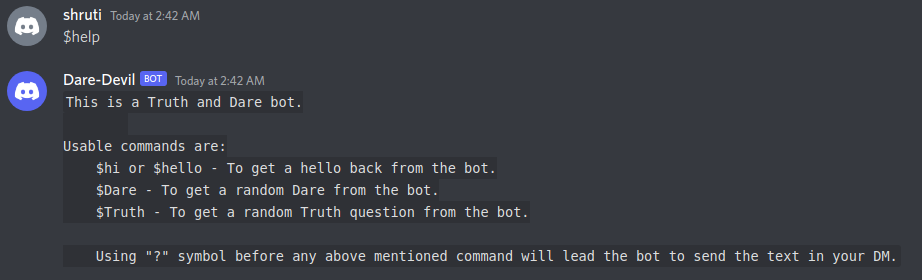 shruti Today at 2:42 AM
$help
Dare-Devil BOT Today at 2:42 AM
This is a Truth and Dare bot.
Usable commands are:
$hi or $hello - To get a hello back from the bot.
$Dare - To get a random Dare from the bot.
$Truth - To get a random Truth question from the bot.
Using "?" symbol before any above mentioned command will lead the bot to send the text in your DM.